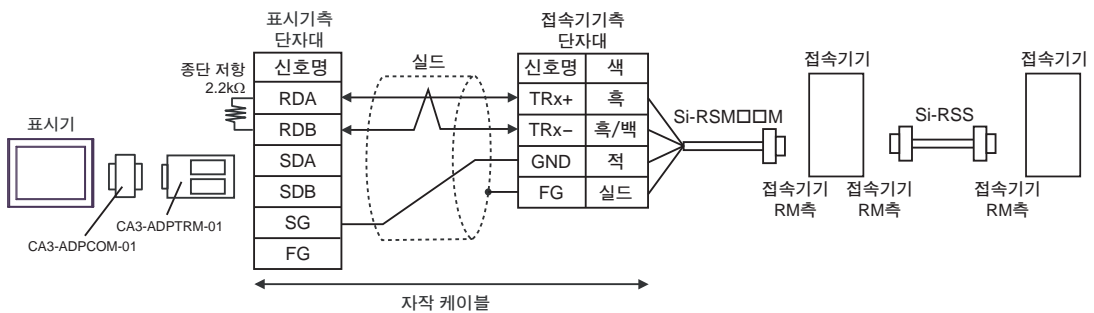 표시기측
단자대
접속기기측
단자대
종단 저항
2.2kΩ
신호명
실드
신호명 색
접속기기
접속기기
RDA
TRx+ 흑
Si-RSM□□M
Si-RSS
표시기
RDB
TRx− 흑/백
SDA
GND 적
SDB
FG 실드
접속기기
RM측
접속기기
RM측
접속기기
RM측
SG
CA3-ADPTRM-01
CA3-ADPCOM-01
FG
자작 케이블